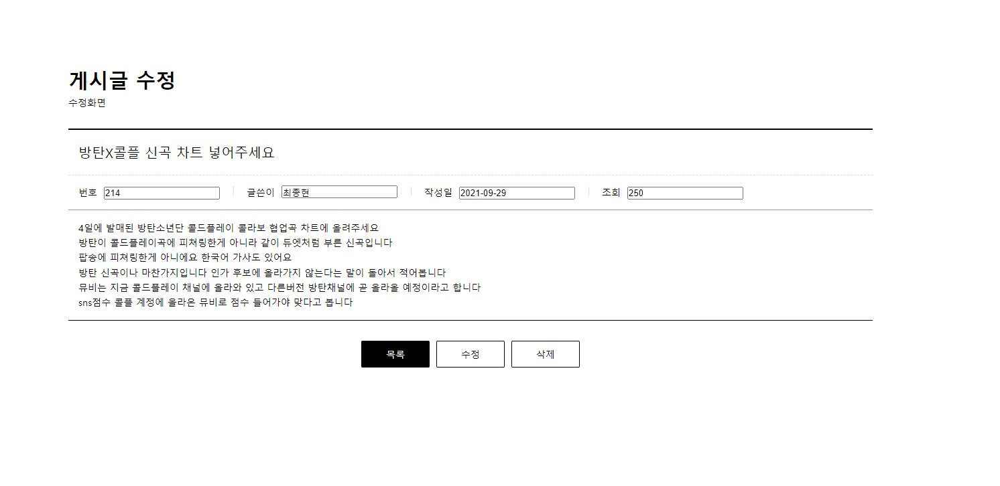 게시글 수정
수정화면
방탄X콜플 신곡 차트 넣어주세요
번호 214 글쓴이 최종현 작성일 2021-09-29 조회 250
4일에 발매된 방탄소년단 콜드플레이 콜라보 협업곡 차트에 올려주세요
방탄이 콜드플레이곡에 피쳐링한게 아니라 같이 듀엣처럼 부른 신곡입니다
팝송에 피쳐링한게 아니에요 한국어 가사도 있어요
방탄 신곡이나 마찬가지입니다 인가 후보에 올라가지 않는다는 말이 돌아서 적어봅니다
뮤비는 지금 콜드플레이 채널에 올라와 있고 다른버전 방탄채널에 곧 올라올 예정이라고 합니다
sns점수 콜플 계정에 올라온 뮤비로 점수 들어가야 맞다고 봅니다
목록 수정 삭제